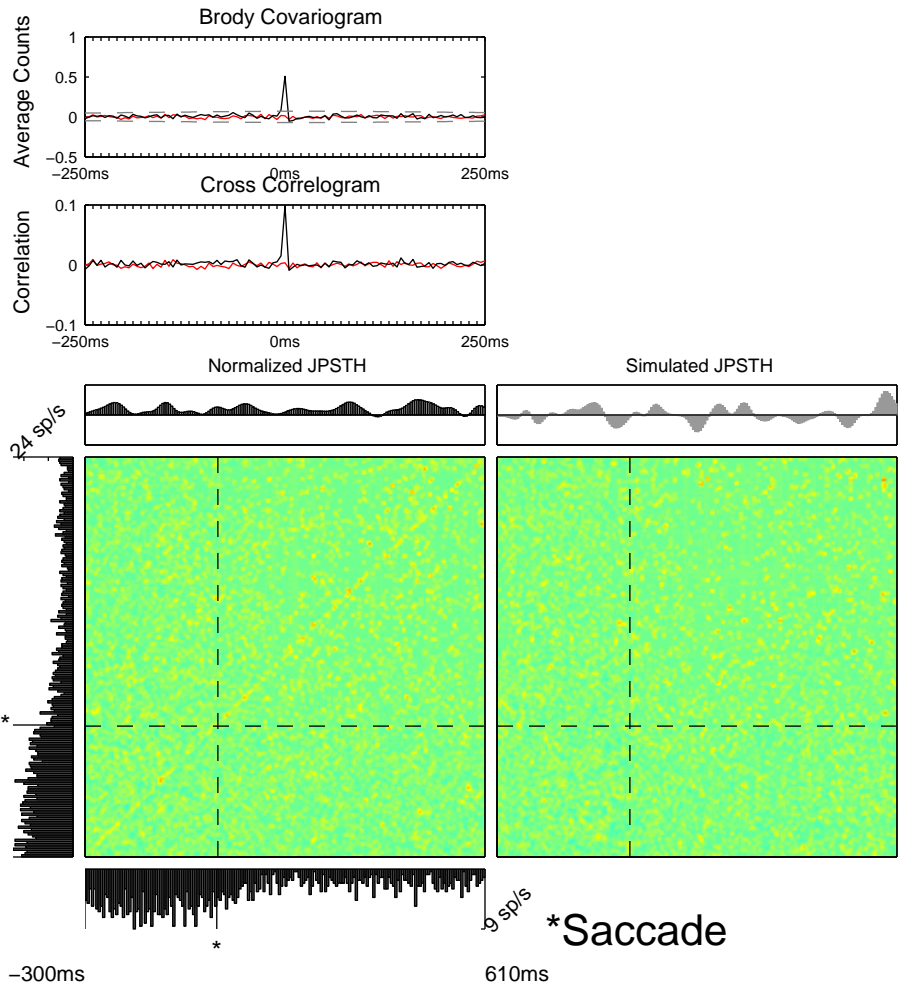 Brody Covariogram
Average Counts
1
0.5
0
−0.5
−250ms
0ms
250ms
Cross Correlogram
Correlation
0.1
0
−0.1
−250ms
0ms
250ms
Normalized JPSTH
Simulated JPSTH
24 sp/s
*
*
9 sp/s
*Saccade
−300ms
610ms